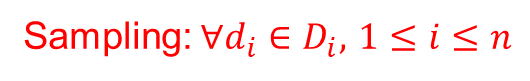 Sampling: ∀dᵢ ∈ Dᵢ, 1 ≤ i ≤ n